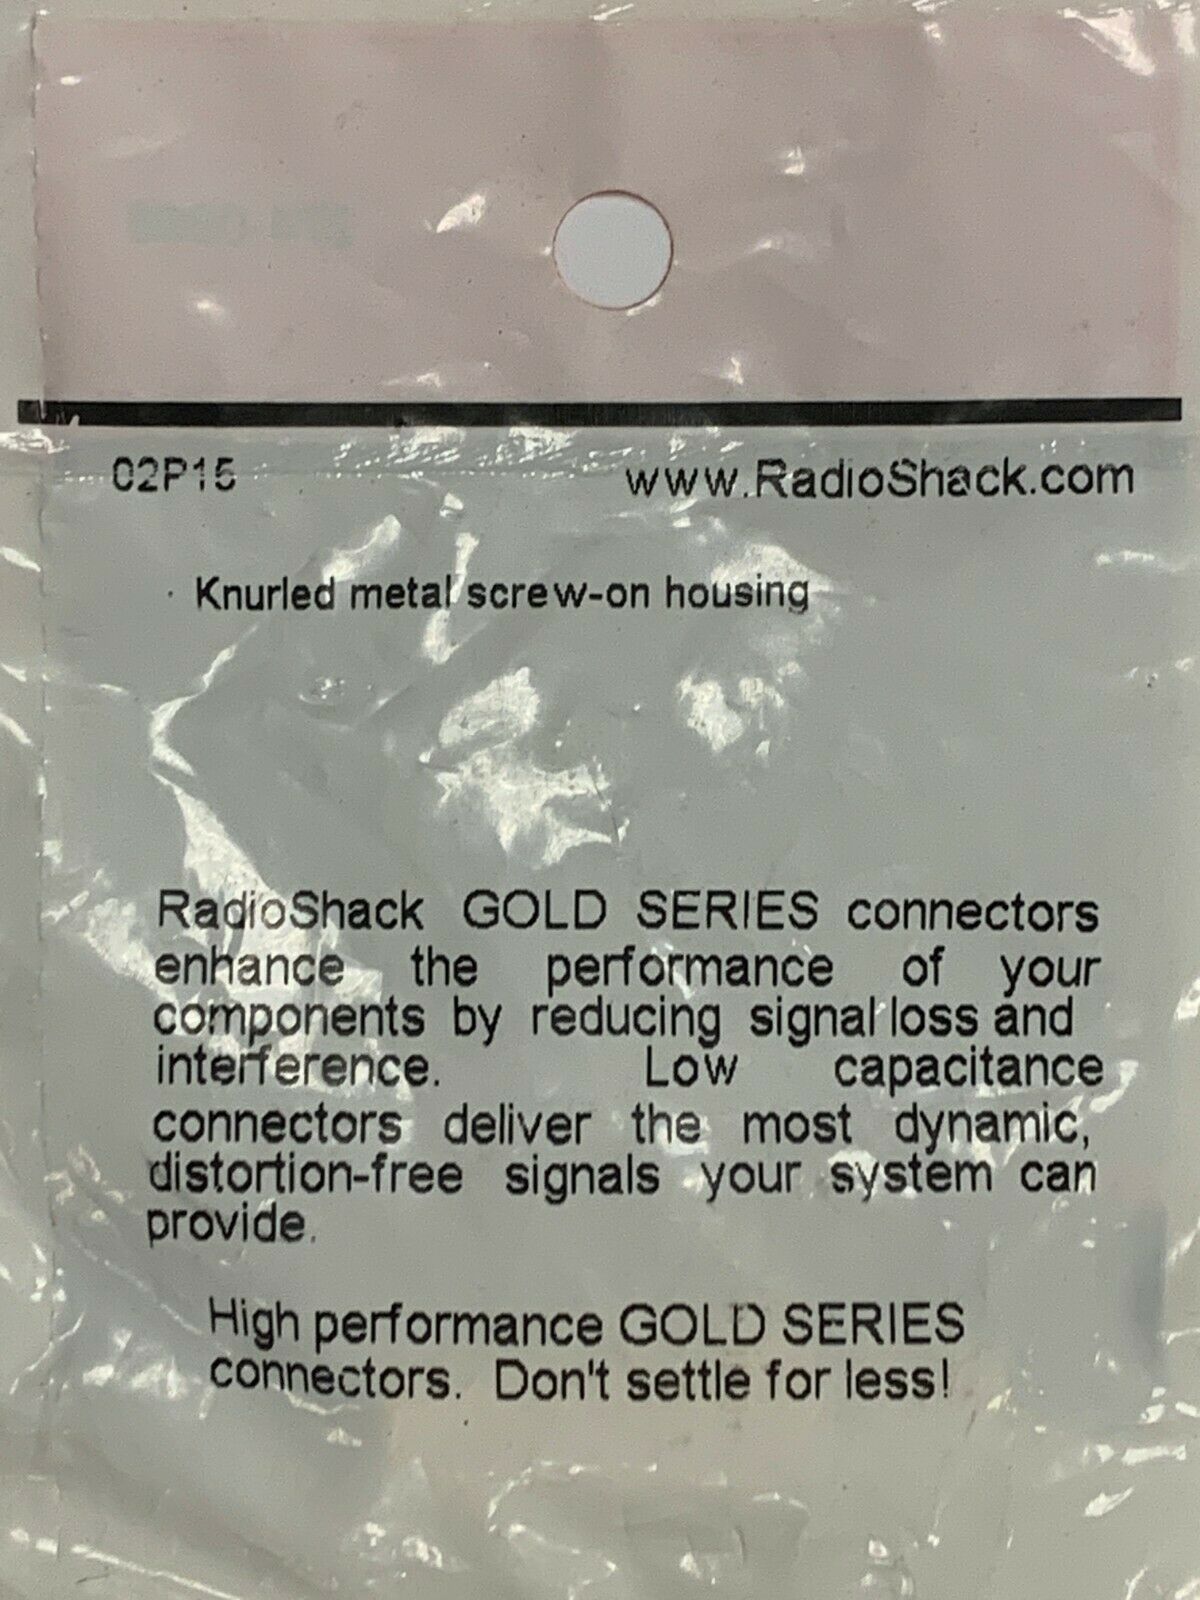 02P15
www.RadioShack.com
· Knurled metal screw-on housing
RadioShack GOLD SERIES connectors
enhance the performance of your
components by reducing signal loss and
interference. Low capacitance
connectors deliver the most dynamic,
distortion-free signals your system can
provide.
High performance GOLD SERIES
connectors. Don't settle for less!